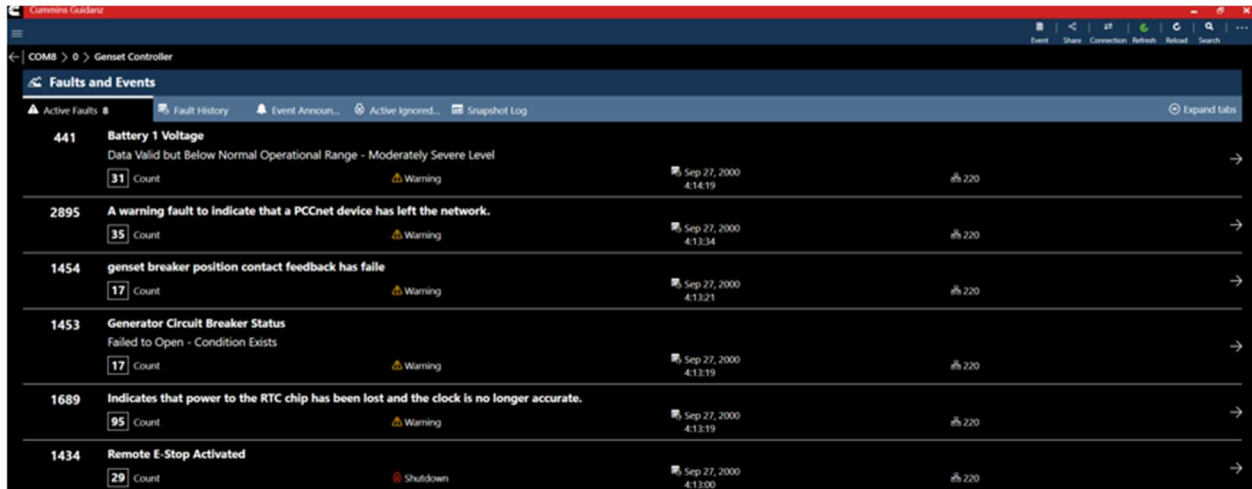 Cummins Guidanz
Event Share Connection Refresh Reload Search
COM8 > 0 > Genset Controller
Faults and Events
Active Faults 8 Fault History Event Announ... Active Ignored... Snapshot Log Expand tabs
441 Battery 1 Voltage
Data Valid but Below Normal Operational Range - Moderately Severe Level
31 Count Warning Sep 27, 2000 220
4:14:19
2895 A warning fault to indicate that a PCCnet device has left the network.
35 Count Warning Sep 27, 2000 220
4:13:34
1454 genset breaker position contact feedback has faile
17 Count Warning Sep 27, 2000 220
4:13:21
1453 Generator Circuit Breaker Status
Failed to Open - Condition Exists
17 Count Warning Sep 27, 2000 220
4:13:19
1689 Indicates that power to the RTC chip has been lost and the clock is no longer accurate.
95 Count Warning Sep 27, 2000 220
4:13:19
1434 Remote E-Stop Activated
29 Count Shutdown Sep 27, 2000 220
4:13:00